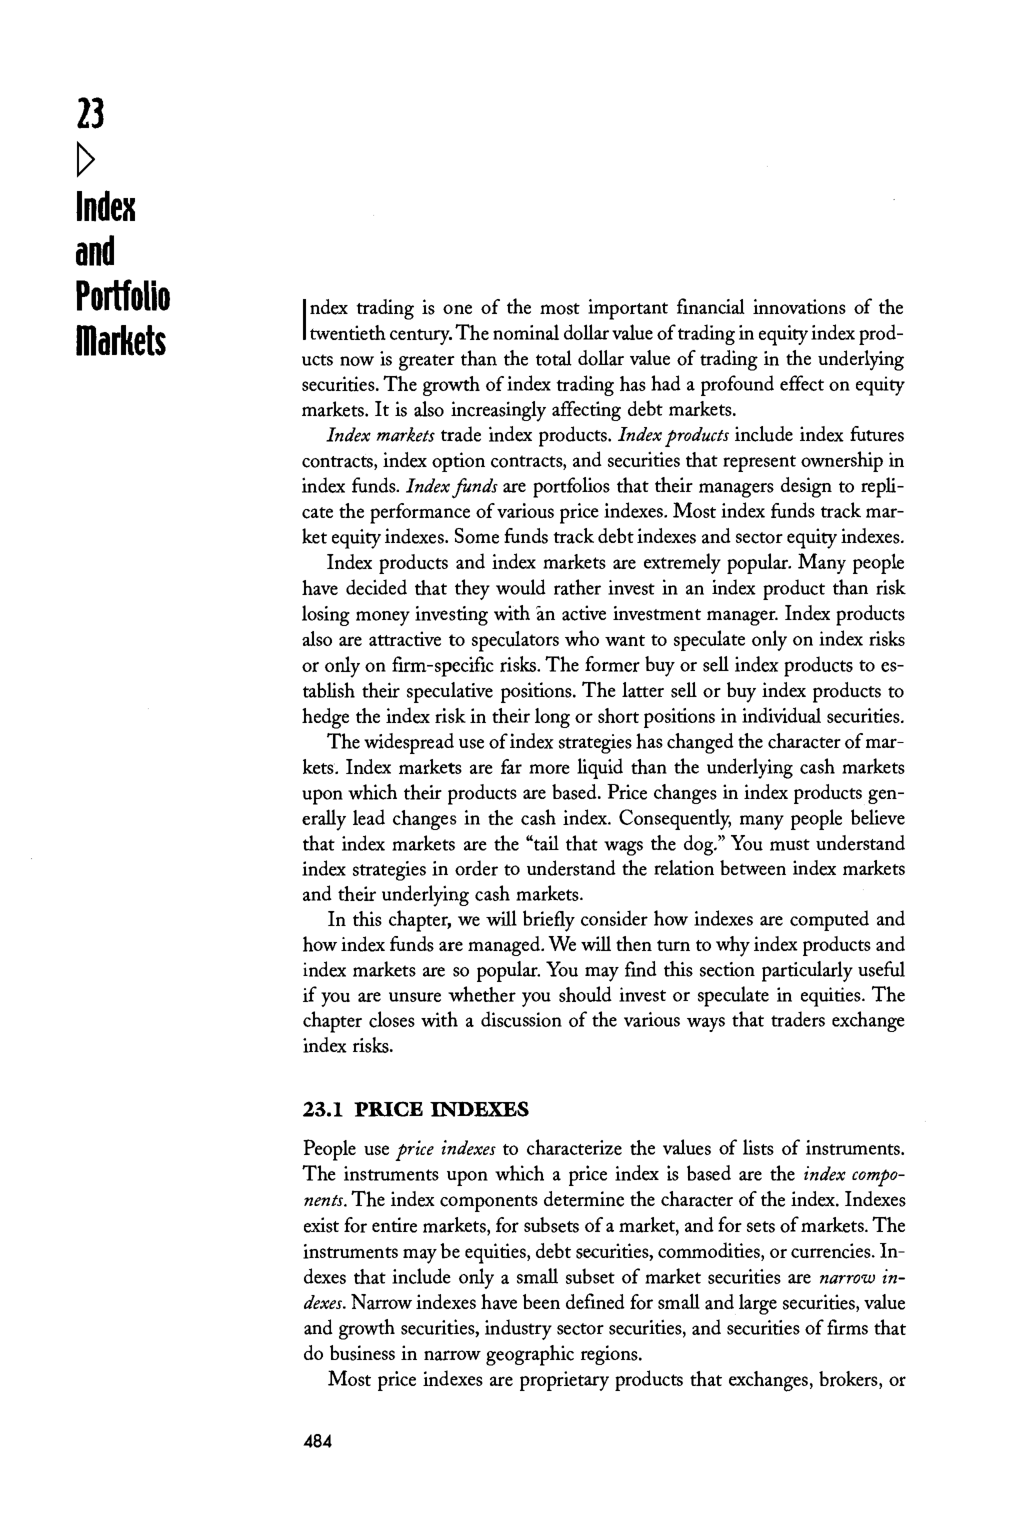 23
Index
and
Portfolio
Markets
Index trading is one of the most important financial innovations of the
twentieth century. The nominal dollar value of trading in equity index prod-
ucts now is greater than the total dollar value of trading in the underlying
securities. The growth of index trading has had a profound effect on equity
markets. It is also increasingly affecting debt markets.
Index markets trade index products. Index products include index futures
contracts, index option contracts, and securities that represent ownership in
index funds. Index funds are portfolios that their managers design to repli-
cate the performance of various price indexes. Most index funds track mar-
ket equity indexes. Some funds track debt indexes and sector equity indexes.
Index products and index markets are extremely popular. Many people
have decided that they would rather invest in an index product than risk
losing money investing with an active investment manager. Index products
also are attractive to speculators who want to speculate only on index risks
or only on firm-specific risks. The former buy or sell index products to es-
tablish their speculative positions. The latter sell or buy index products to
hedge the index risk in their long or short positions in individual securities.
The widespread use of index strategies has changed the character of mar-
kets. Index markets are far more liquid than the underlying cash markets
upon which their products are based. Price changes in index products gen-
erally lead changes in the cash index. Consequently, many people believe
that index markets are the “tail that wags the dog.” You must understand
index strategies in order to understand the relation between index markets
and their underlying cash markets.
In this chapter, we will briefly consider how indexes are computed and
how index funds are managed. We will then turn to why index products and
index markets are so popular. You may find this section particularly useful
if you are unsure whether you should invest or speculate in equities. The
chapter closes with a discussion of the various ways that traders exchange
index risks.
23.1 PRICE INDEXES
People use price indexes to characterize the values of lists of instruments.
The instruments upon which a price index is based are the index compo-
nents. The index components determine the character of the index. Indexes
exist for entire markets, for subsets of a market, and for sets of markets. The
instruments may be equities, debt securities, commodities, or currencies. In-
dexes that include only a small subset of market securities are narrow in-
dexes. Narrow indexes have been defined for small and large securities, value
and growth securities, industry sector securities, and securities of firms that
do business in narrow geographic regions.
Most price indexes are proprietary products that exchanges, brokers, or
484